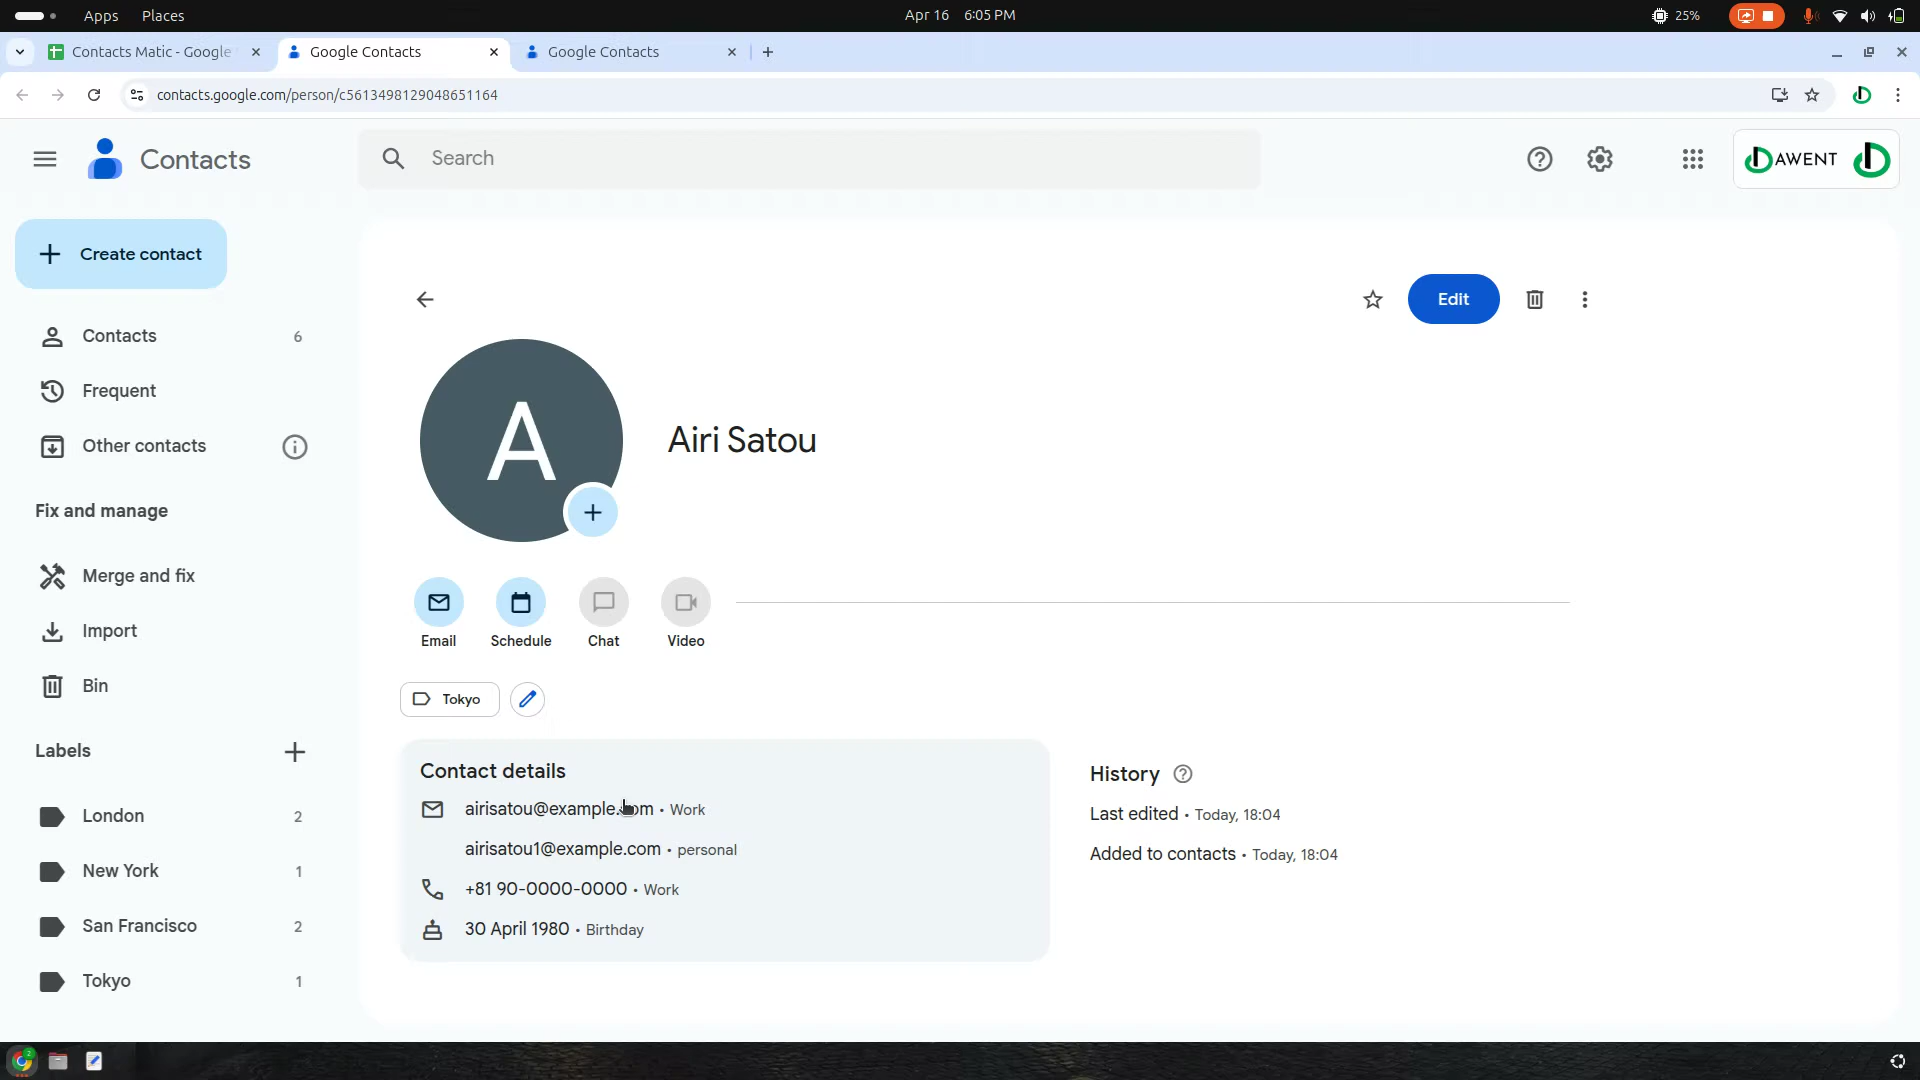 Apps Places Apr 16 6:05 PM 25%
Contacts Matic - Google Google Contacts Google Contacts
contacts.google.com/person/c5613498129048651164
Contacts Search DAWENT
Create contact
Contacts 6
Frequent
Other contacts
Fix and manage
Merge and fix
Import
Bin
Labels
London 2
New York 1
San Francisco 2
Tokyo 1
Edit
A
Airi Satou
Email Schedule Chat Video
Tokyo
Contact details
airisatou@example.com • Work
airisatou1@example.com • personal
+81 90-0000-0000 • Work
30 April 1980 • Birthday
History
Last edited • Today, 18:04
Added to contacts • Today, 18:04